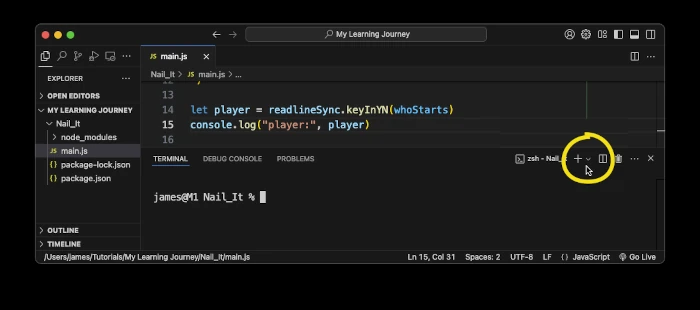 My Learning Journey
EXPLORER ...
OPEN EDITORS
MY LEARNING JOURNEY
Nail_It
node_modules
JS main.js
{} package-lock.json
{} package.json
OUTLINE
TIMELINE
JS main.js
Nail_It > JS main.js > ...
13
14 let player = readlineSync.keyInYN(whoStarts)
15 console.log("player:", player)
16
TERMINAL DEBUG CONSOLE PROBLEMS
zsh - Nail_
james@M1 Nail_It %
/Users/james/Tutorials/My Learning Journey/Nail_It/main.js Ln 15, Col 31 Spaces: 2 UTF-8 LF {} JavaScript Go Live